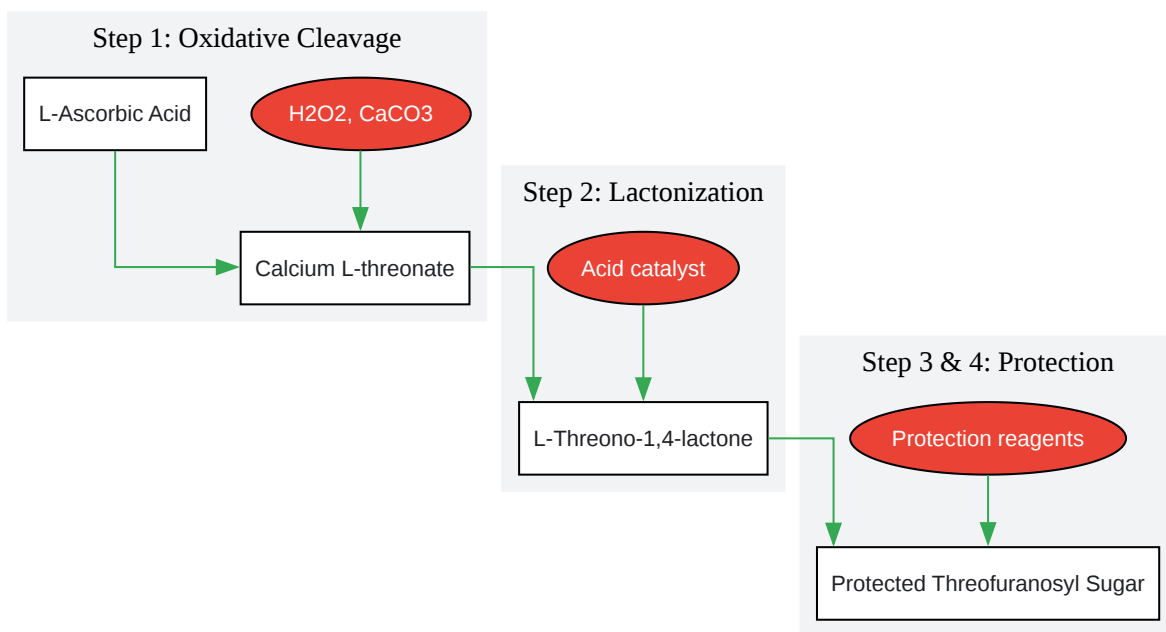 Step 1: Oxidative Cleavage
L-Ascorbic Acid
H2O2, CaCO3
Calcium L-threonate
Step 2: Lactonization
Acid catalyst
L-Threono-1,4-lactone
Step 3 & 4: Protection
Protection reagents
Protected Threofuranosyl Sugar